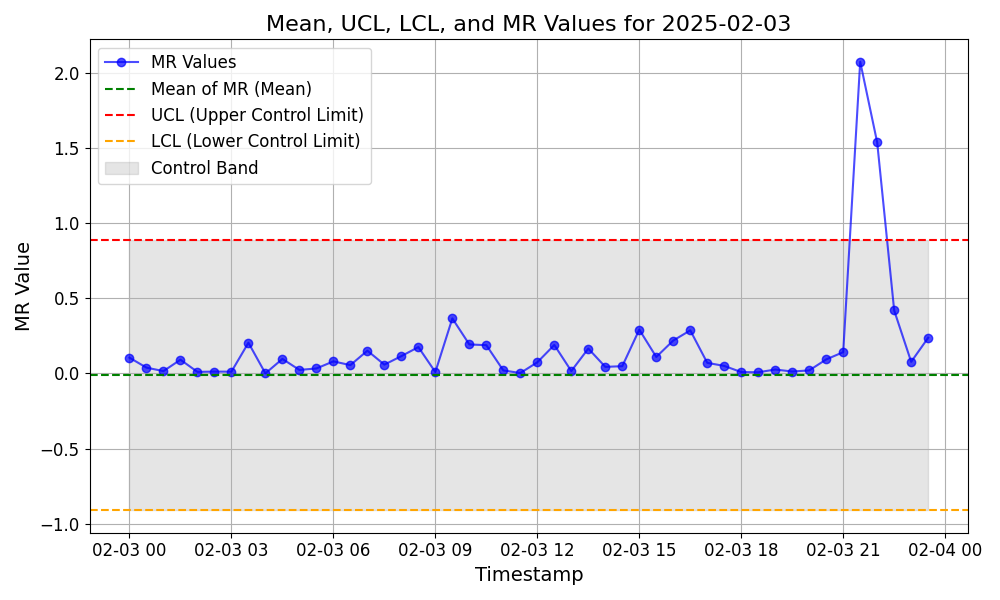 Mean, UCL, LCL, and MR Values for 2025-02-03
MR Values
Mean of MR (Mean)
UCL (Upper Control Limit)
LCL (Lower Control Limit)
Control Band
MR Value
2.0
1.5
1.0
0.5
0.0
−0.5
−1.0
02-03 00 02-03 03 02-03 06 02-03 09 02-03 12 02-03 15 02-03 18 02-03 21 02-04 00
Timestamp